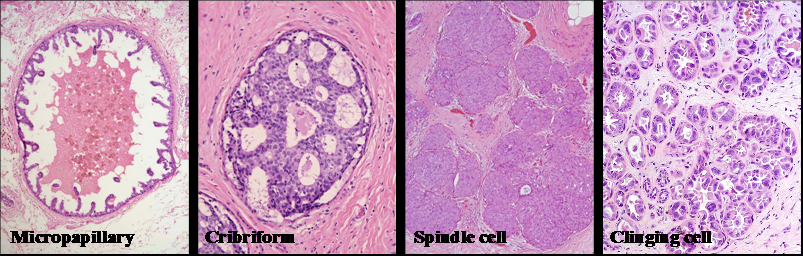 Micropapillary
Cribriform
Spindle cell
Clinging cell